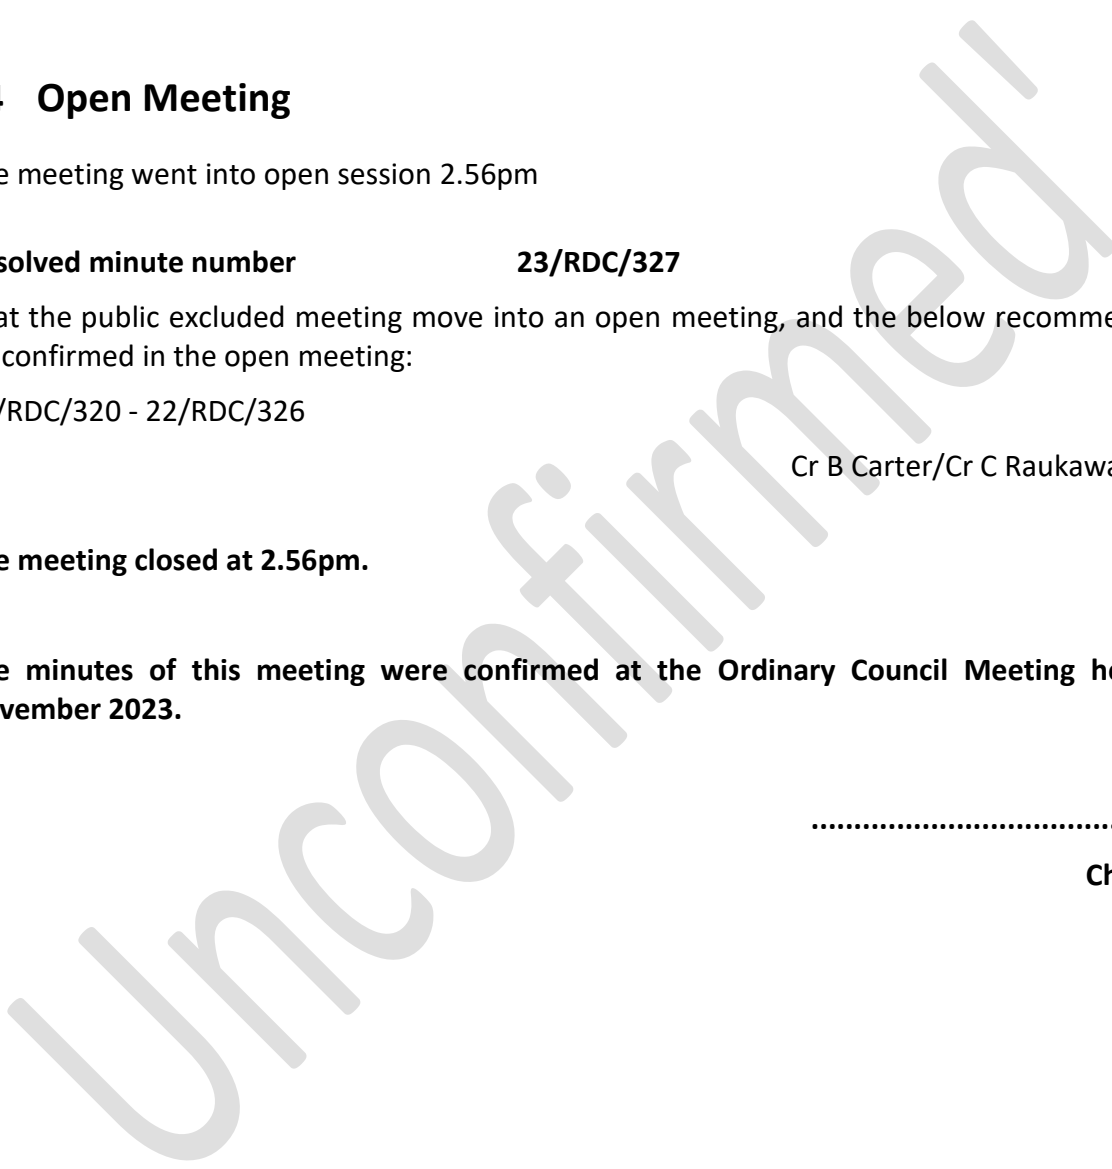 Open Meeting
e meeting went into open session 2.56pm
solved minute number 23/RDC/327
at the public excluded meeting move into an open meeting, and the below recomme
confirmed in the open meeting:
/RDC/320 - 22/RDC/326
Cr B Carter/Cr C Raukawa
e meeting closed at 2.56pm.
e minutes of this meeting were confirmed at the Ordinary Council Meeting he
vember 2023.
....................................
Ch
Unconfirmed'